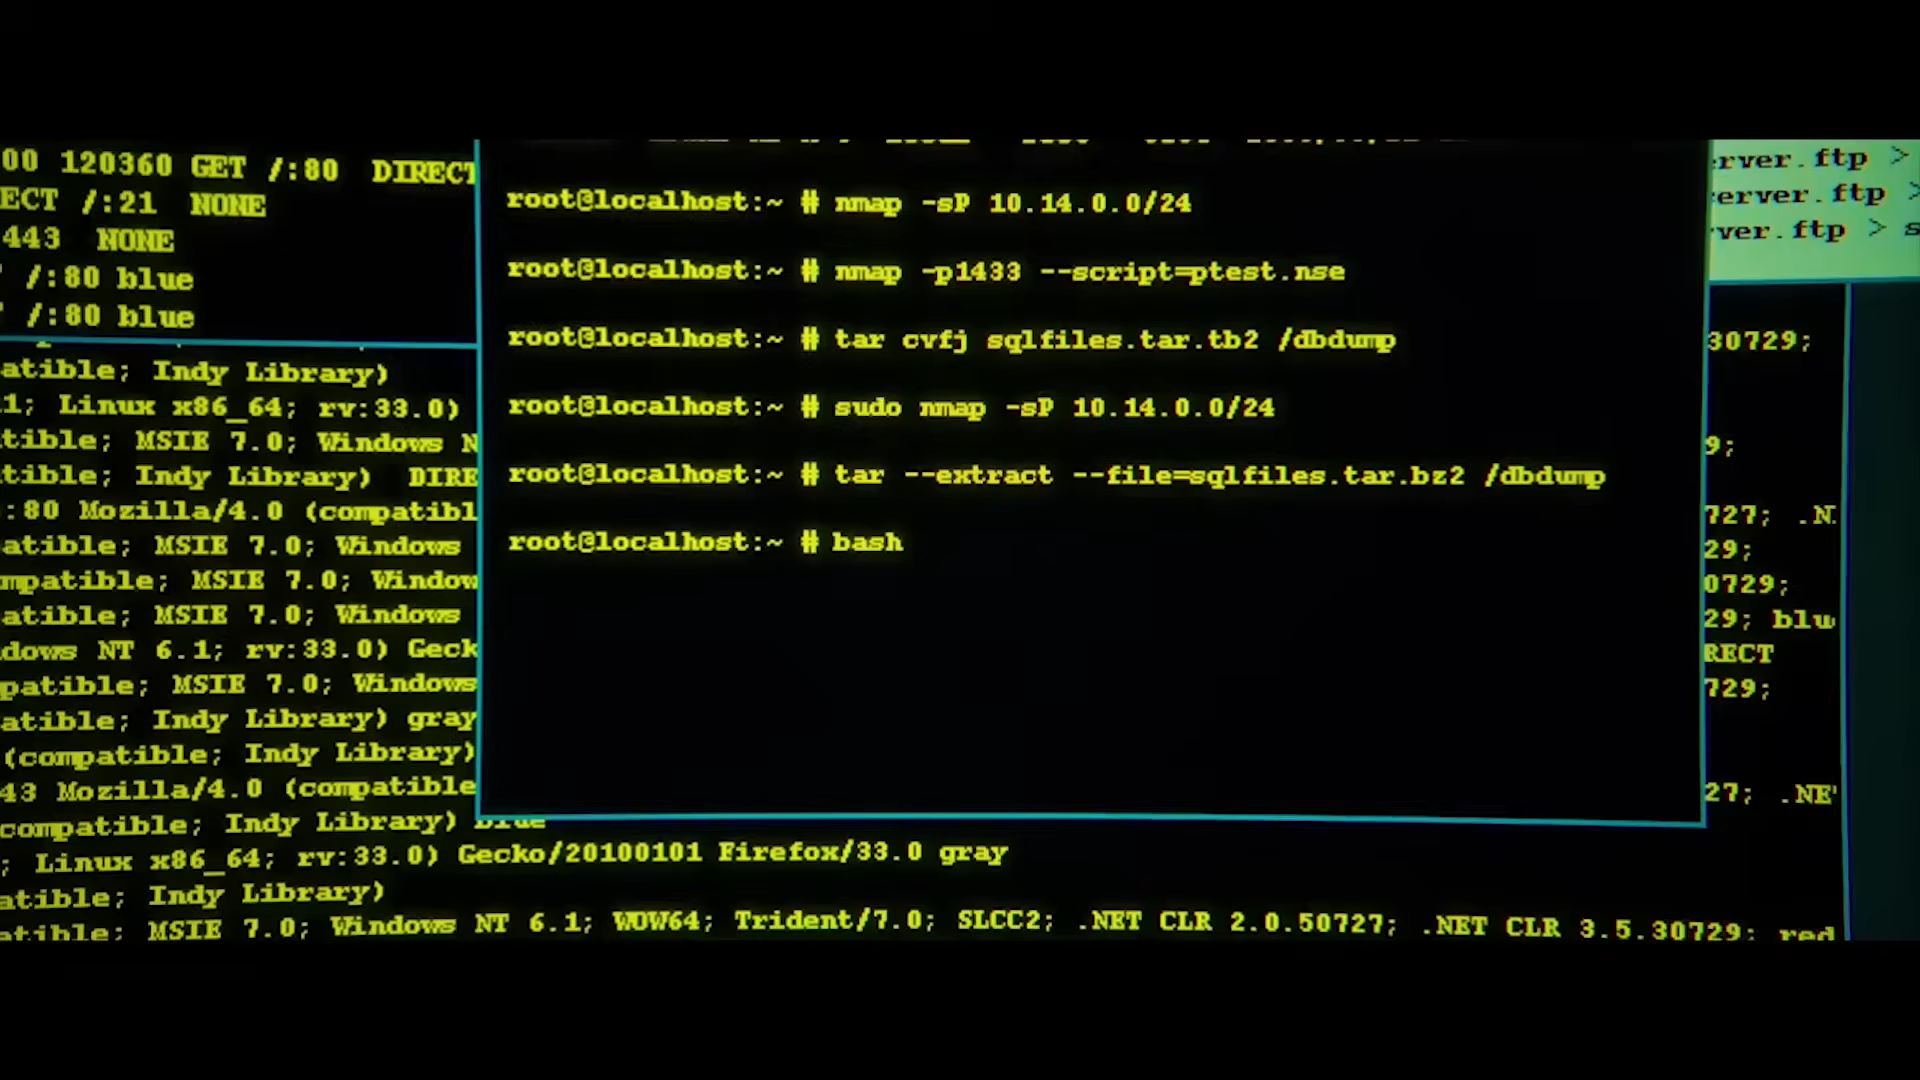 00 120360 GET /:80 DIRECT
ECT /:21 NONE
443 NONE
/:80 blue
/:80 blue
atible; Indy Library)
1; Linux x86_64; rv:33.0)
tible; MSIE 7.0; Windows N
tible; Indy Library) DIRE
:80 Mozilla/4.0 (compatibl
atible; MSIE 7.0; Windows
mpatible; MSIE 7.0; Window
atible; MSIE 7.0; Windows
dows NT 6.1; rv:33.0) Geck
patible; MSIE 7.0; Windows
atible; Indy Library) gray
(compatible; Indy Library)
43 Mozilla/4.0 (compatible
compatible; Indy Library) blue
; Linux x86_64; rv:33.0) Gecko/20100101 Firefox/33.0 gray
atible; Indy Library)
atible; MSIE 7.0; Windows NT 6.1; WOW64; Trident/7.0; SLCC2; .NET CLR 2.0.50727; .NET CLR 3.5.30729; red
root@localhost:~ # nmap -sP 10.14.0.0/24
root@localhost:~ # nmap -p1433 --script=ptest.nse
root@localhost:~ # tar cvfj sqlfiles.tar.tb2 /dbdump
root@localhost:~ # sudo nmap -sP 10.14.0.0/24
root@localhost:~ # tar --extract --file=sqlfiles.tar.bz2 /dbdump
root@localhost:~ # bash
erver.ftp >
erver.ftp >
rver.ftp > s
30729;
9;
727; .N
29;
0729;
29; blu
RECT
729;
27; .NE